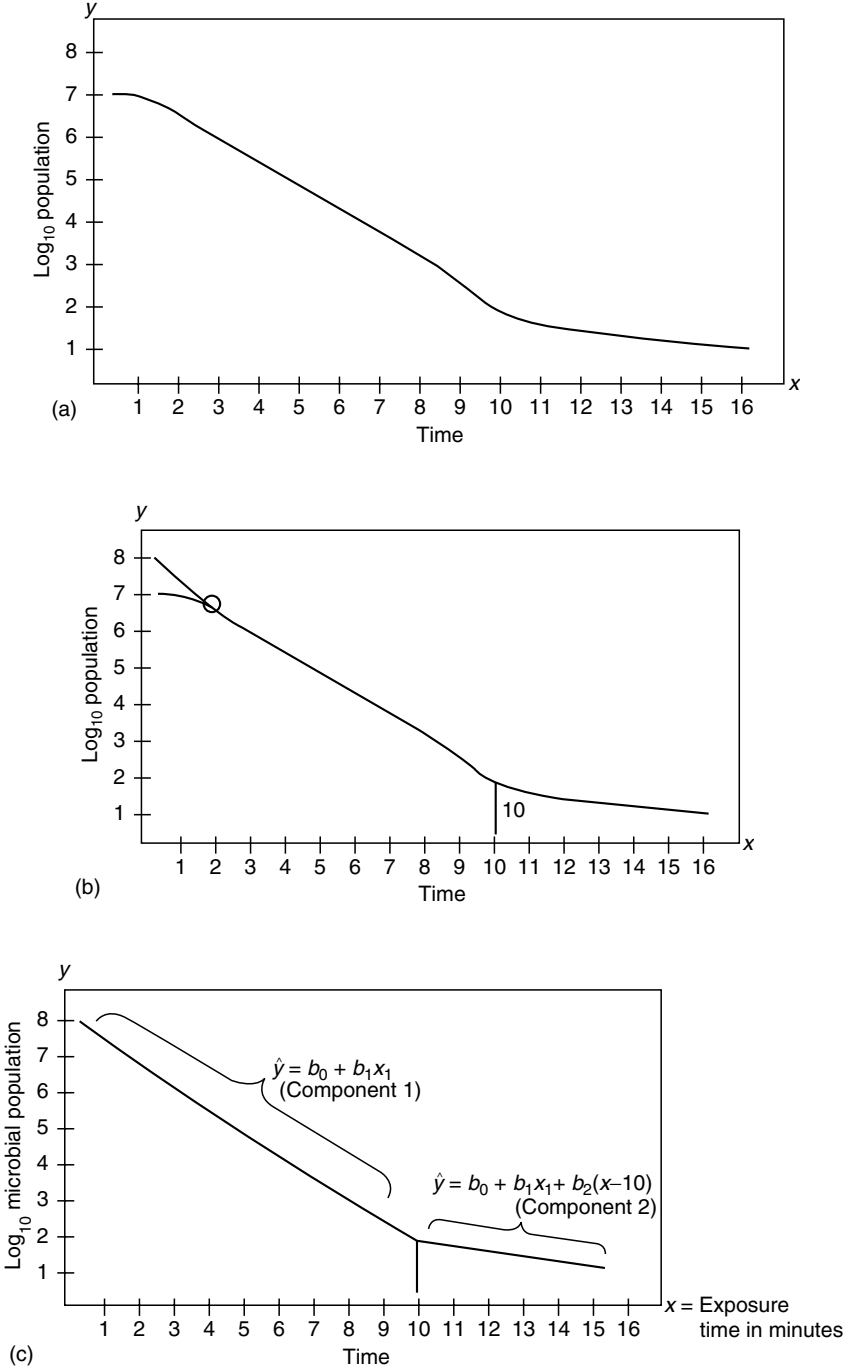 y
8
7
6
5
4
3
2
1
Log10 population
1 2 3 4 5 6 7 8 9 10 11 12 13 14 15 16
x
Time
(a)
y
8
7
6
5
4
3
2
1
Log10 population
10
1 2 3 4 5 6 7 8 9 10 11 12 13 14 15 16
x
Time
(b)
y
8
7
6
5
4
3
2
1
Log10 microbial population
ŷ = b0 + b1x1
(Component 1)
ŷ = b0 + b1x1+ b2(x–10)
(Component 2)
1 2 3 4 5 6 7 8 9 10 11 12 13 14 15 16
x = Exposure
time in minutes
Time
(c)